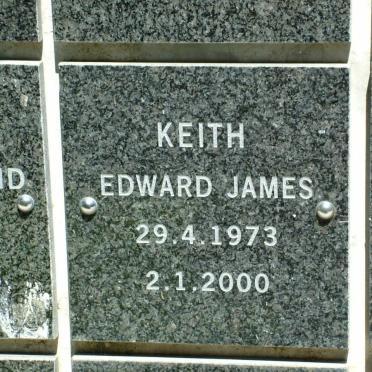 KEITH
EDWARD JAMES
29.4.1973
2.1.2000